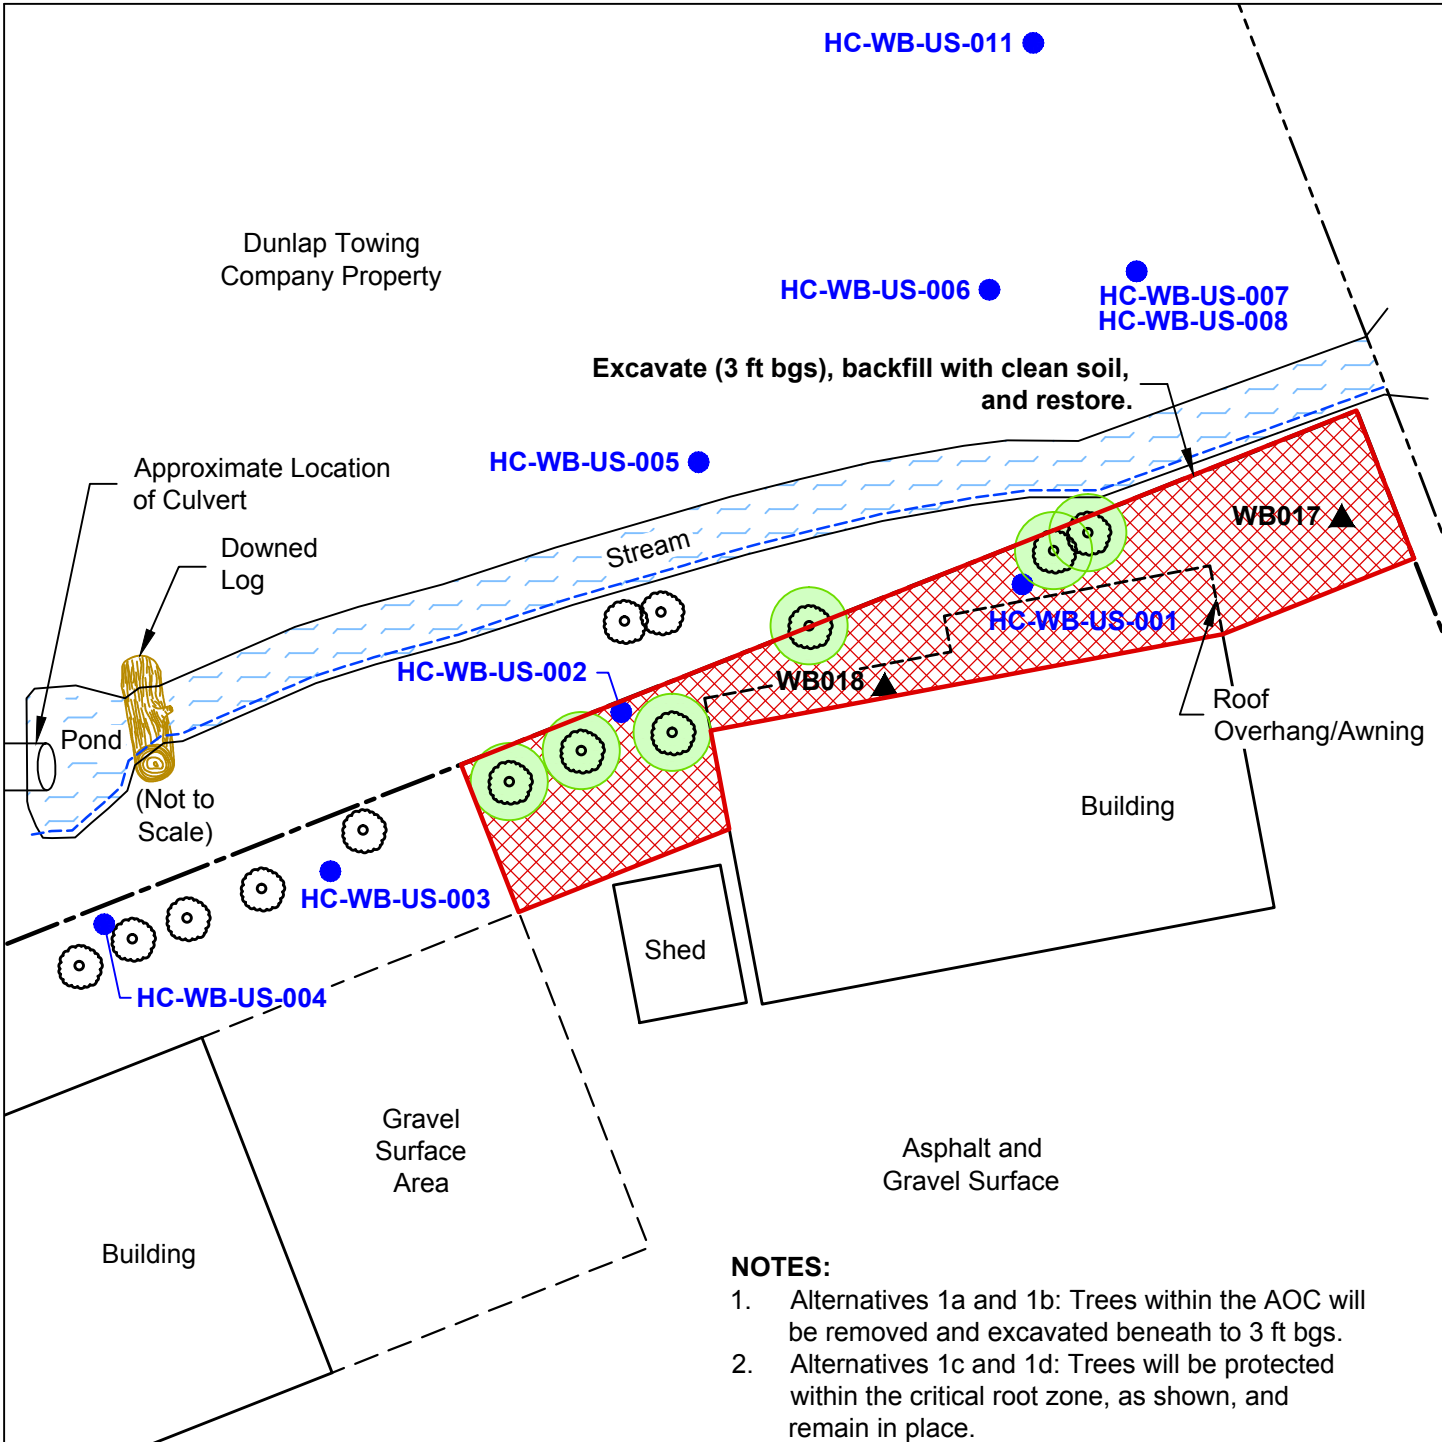 HC-WB-US-011
Dunlap Towing
Company Property
HC-WB-US-006
HC-WB-US-007
HC-WB-US-008
Excavate (3 ft bgs), backfill with clean soil,
and restore.
HC-WB-US-005
Approximate Location
of Culvert
Downed
Log
Stream
WB017
HC-WB-US-001
HC-WB-US-002
WB018
Roof
Overhang/Awning
Pond
(Not to
Scale)
Building
HC-WB-US-003
Shed
HC-WB-US-004
Gravel
Surface
Area
Asphalt and
Gravel Surface
Building
NOTES:
1. Alternatives 1a and 1b: Trees within the AOC will
be removed and excavated beneath to 3 ft bgs.
2. Alternatives 1c and 1d: Trees will be protected
within the critical root zone, as shown, and
remain in place.